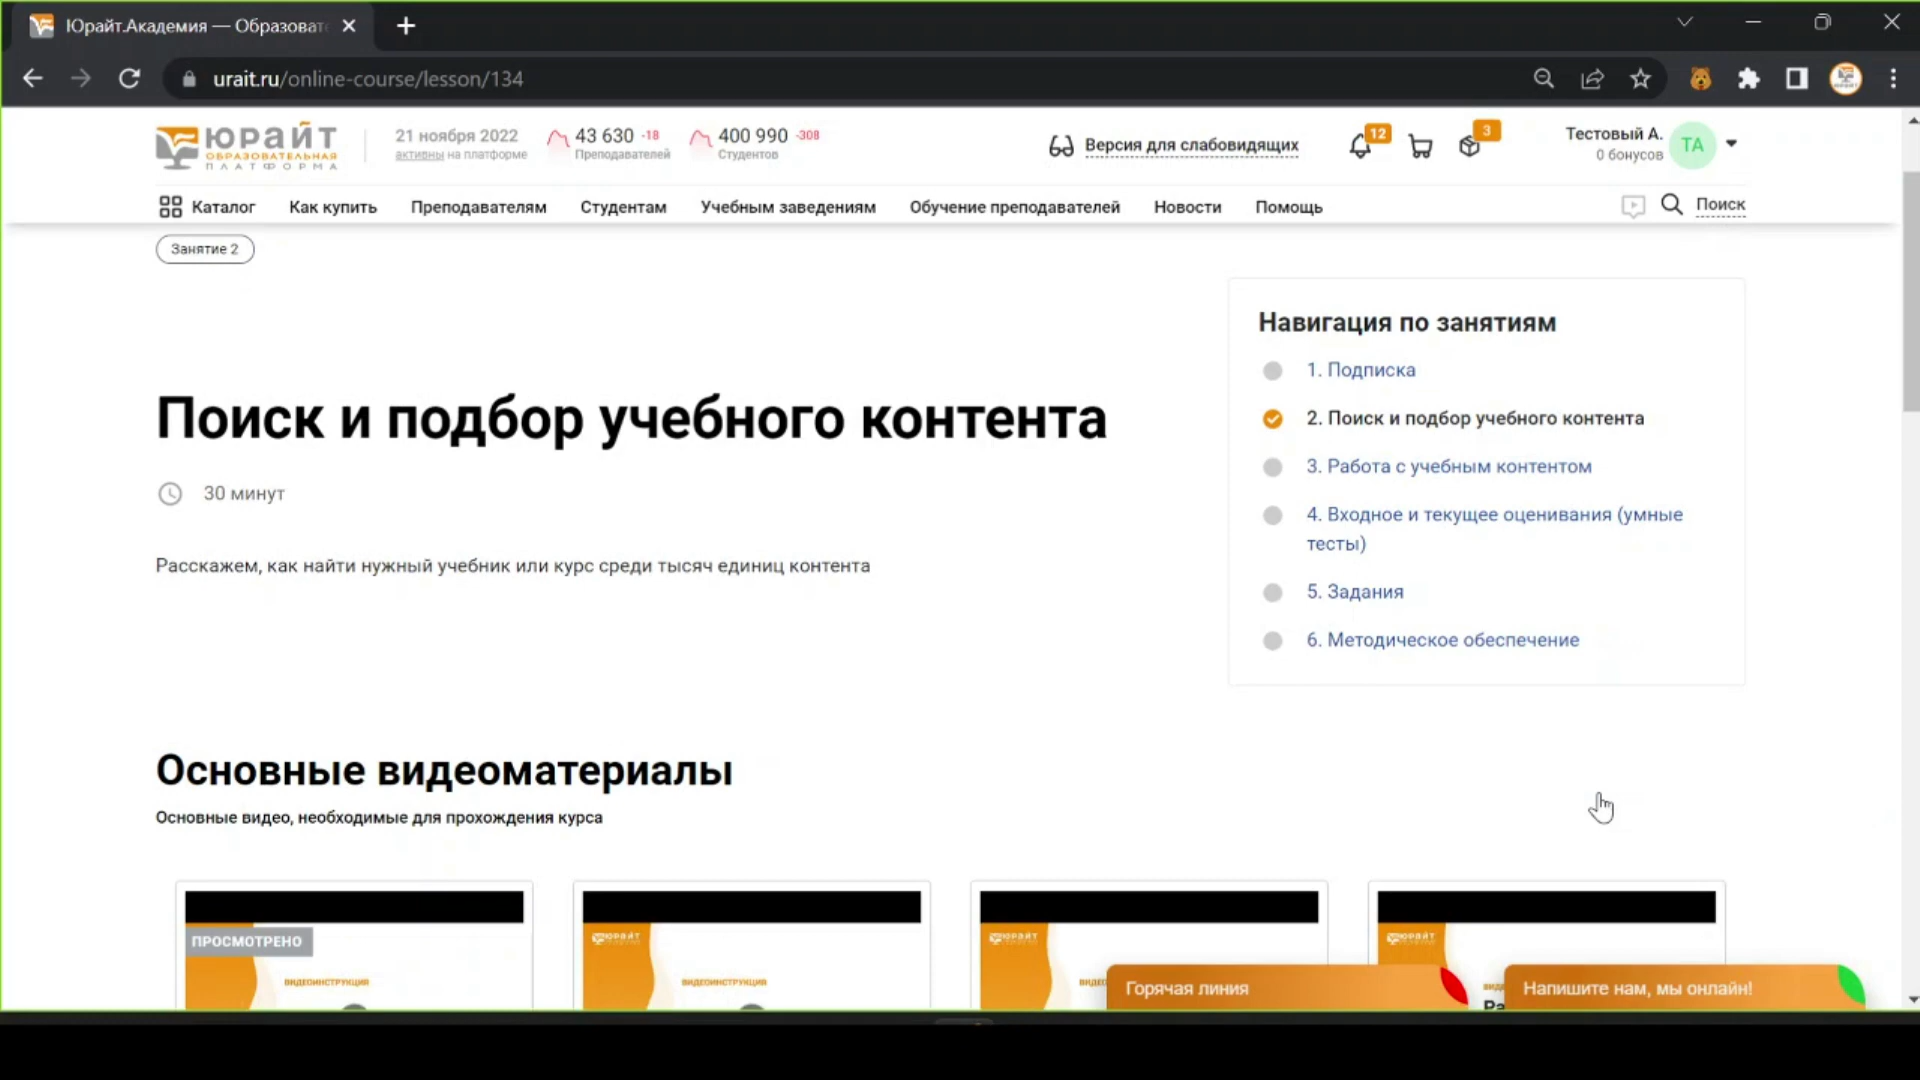 Юрайт.Академия — Образоват
urait.ru/online-course/lesson/134
ЮРАЙТ
ОБРАЗОВАТЕЛЬНАЯ
ПЛАТФОРМА
21 ноября 2022
активны на платформе
43 630 -18
Преподавателей
400 990 -308
Студентов
Версия для слабовидящих
12
3
Тестовый А.
0 бонусов
ТА
Каталог
Как купить
Преподавателям
Студентам
Учебным заведениям
Обучение преподавателей
Новости
Помощь
Поиск
Занятие 2
Поиск и подбор учебного контента
30 минут
Расскажем, как найти нужный учебник или курс среди тысяч единиц контента
Навигация по занятиям
1. Подписка
2. Поиск и подбор учебного контента
3. Работа с учебным контентом
4. Входное и текущее оценивания (умные
тесты)
5. Задания
6. Методическое обеспечение
Основные видеоматериалы
Основные видео, необходимые для прохождения курса
ПРОСМОТРЕНО
ВИДЕОИНСТРУКЦИЯ
ЮРАЙТ
ВИДЕОИНСТРУКЦИЯ
ЮРАЙТ
ЮРАЙТ
Горячая линия
Напишите нам, мы онлайн!